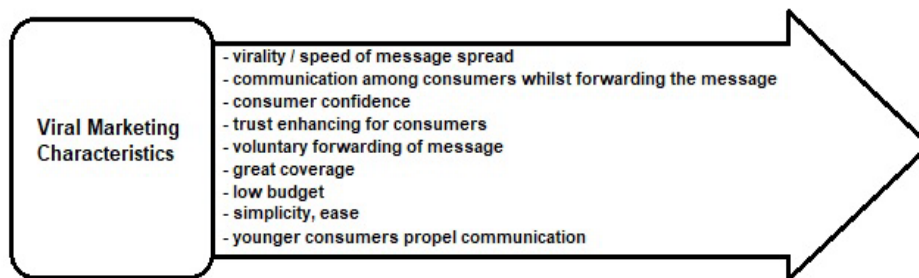 Viral Marketing
Characteristics
- virality / speed of message spread
- communication among consumers whilst forwarding the message
- consumer confidence
- trust enhancing for consumers
- voluntary forwarding of message
- great coverage
- low budget
- simplicity, ease
- younger consumers propel communication